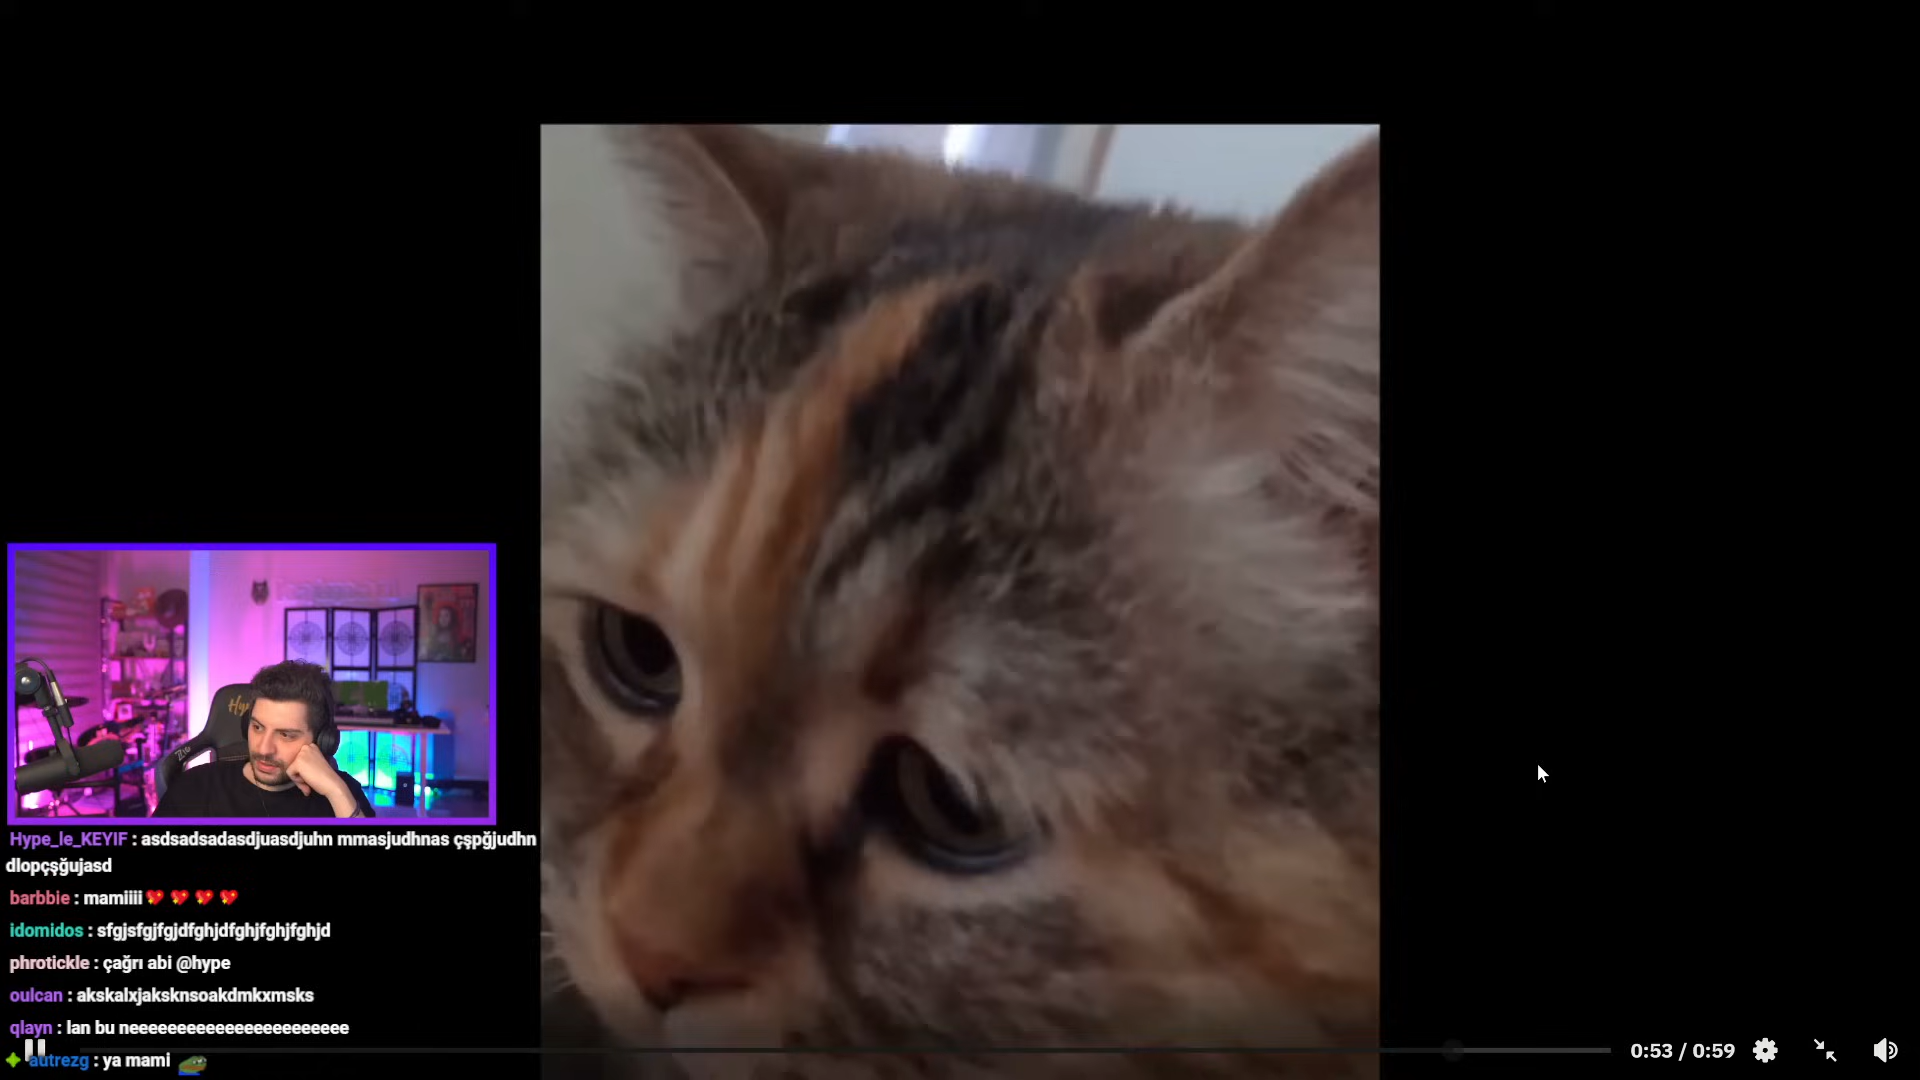 Hype_le_KEYIF : asdsadsadasdjuasdjuhn mmasjudhnas çşpğjudhn
dlopçşğujasd
barbbie : mamiiii
idomidos : sfgjsfgjfgjdfghjdfghjfghjfghjd
phrotickle : çağrı abi @hype
oulcan : akskalxjaksknsoakdmkxmsks
qlayn : lan bu neeeeeeeeeeeeeeeeeeeeeee
autrezg : ya mami
0:53 / 0:59